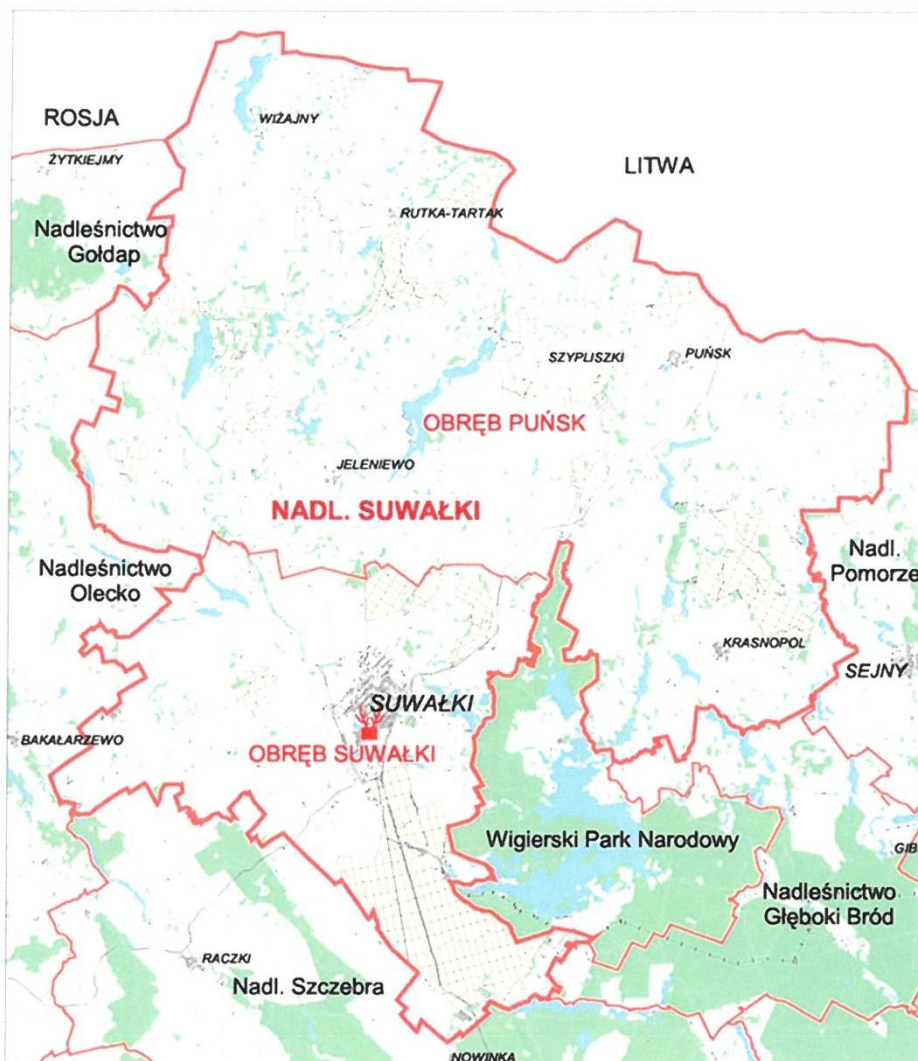 ROSJA
WIŻAJNY
ŻYTKIEJMY
LITWA
RUTKA-TARTAK
Nadleśnictwo
Gołdap
SZYPLISZKI
PUŃSK
OBRĘB PUŃSK
JELENIEWO
NADL. SUWAŁKI
Nadleśnictwo
Olecko
Nadl.
Pomorze
KRASNOPOL
SEJNY
SUWAŁKI
BAKAŁARZEWO
OBRĘB SUWAŁKI
Wigierski Park Narodowy
GIB
Nadleśnictwo
Głęboki Bród
RACZKI
Nadl. Szczebra
NOWINKA